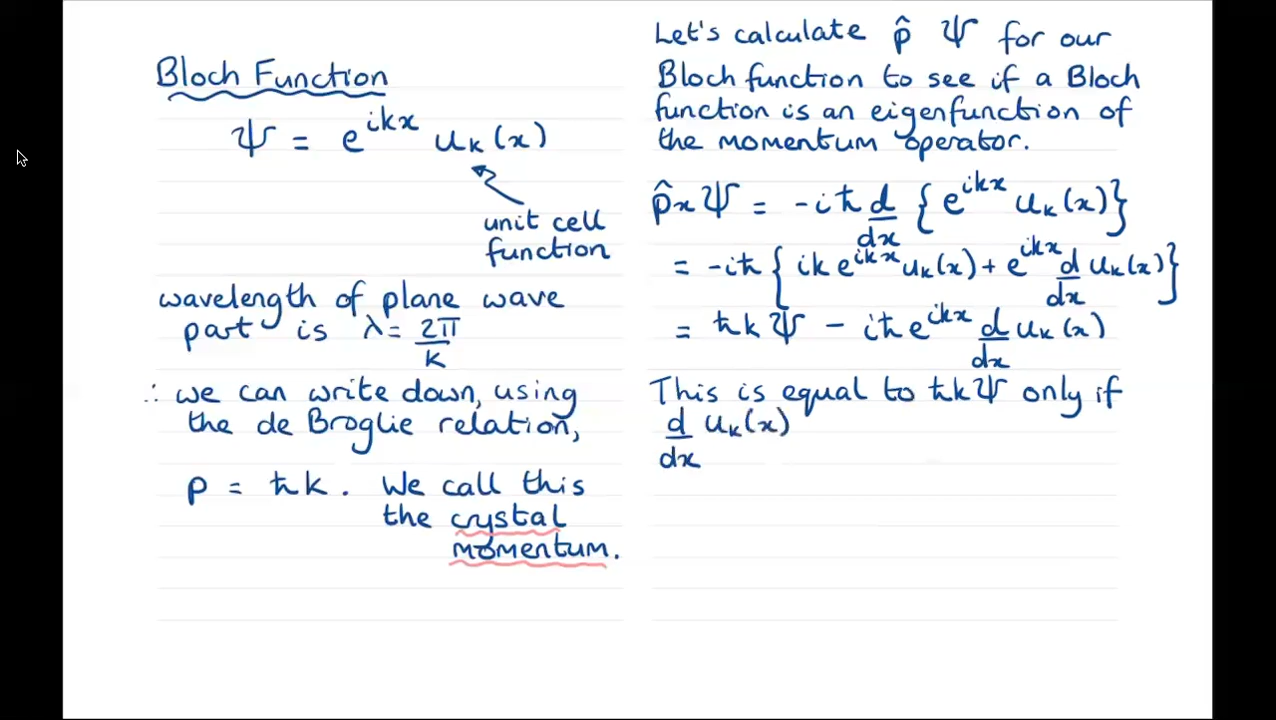 Bloch Function
Ψ = e^{ikx} u_k(x)
unit cell
function
wavelength of plane wave
part is λ = 2π/k
∴ we can write down, using
the de Broglie relation,
p = ħk. We call this
the crystal
momentum.
Let's calculate p̂ Ψ for our
Bloch function to see if a Bloch
function is an eigenfunction of
the momentum operator.
p̂x Ψ = -iħ d/dx { e^{ikx} u_k(x) }
= -iħ { ik e^{ikx} u_k(x) + e^{ikx} d/dx u_k(x) }
= ħk Ψ - iħ e^{ikx} d/dx u_k(x)
This is equal to ħkΨ only if
d/dx u_k(x)